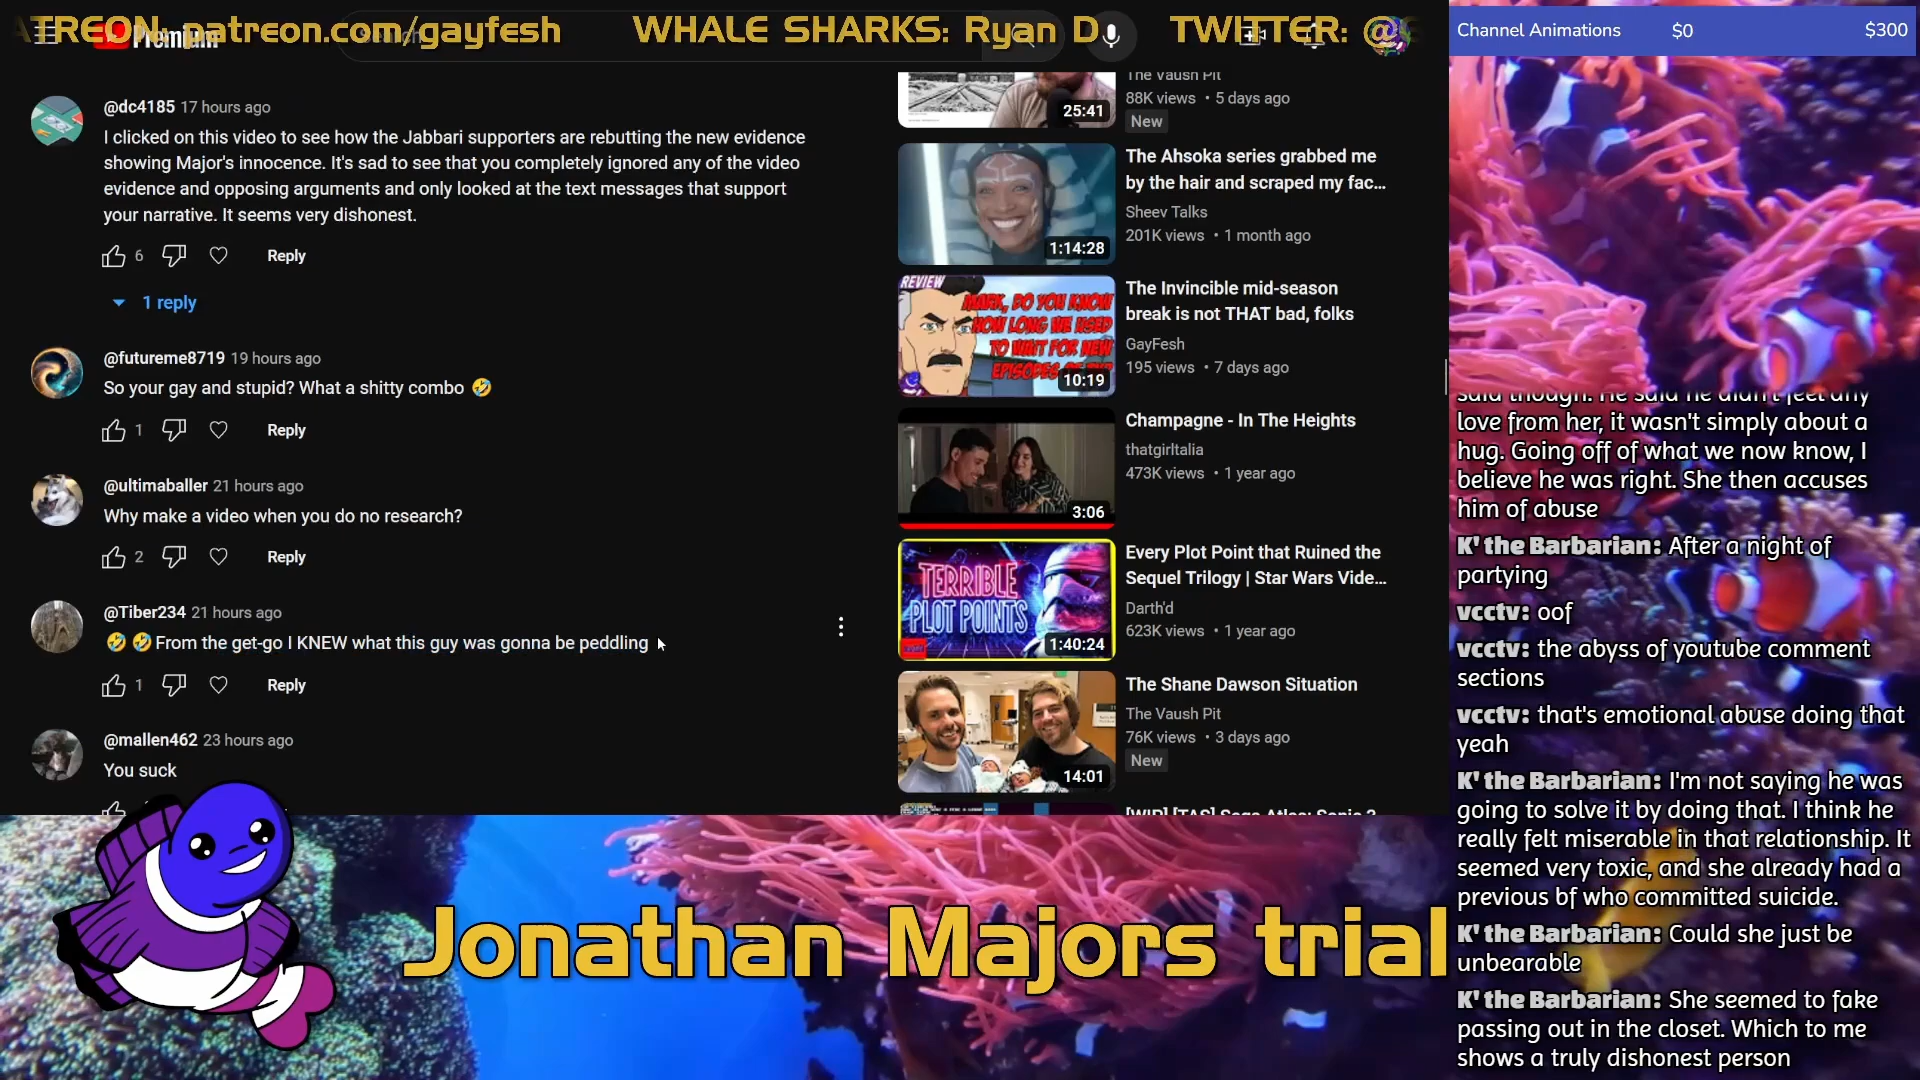 ATREON: patreon.com/gayfesh WHALE SHARKS: Ryan D. TWITTER: @
Premium
Channel Animations $0 $300
@dc4185 17 hours ago
I clicked on this video to see how the Jabbari supporters are rebutting the new evidence
showing Major's innocence. It's sad to see that you completely ignored any of the video
evidence and opposing arguments and only looked at the text messages that support
your narrative. It seems very dishonest.
6 Reply
1 reply
@futureme8719 19 hours ago
So your gay and stupid? What a shitty combo 🤣
1 Reply
@ultimaballer 21 hours ago
Why make a video when you do no research?
2 Reply
@Tiber234 21 hours ago
🤣 🤣 From the get-go I KNEW what this guy was gonna be peddling
1 Reply
@mallen462 23 hours ago
You suck
The Vaush Pit
88K views • 5 days ago
New
25:41
The Ahsoka series grabbed me
by the hair and scraped my fac...
Sheev Talks
201K views • 1 month ago
1:14:28
REVIEW
MARK, DO YOU KNOW
HOW LONG WE USED
TO WAIT FOR NEW
10:19
The Invincible mid-season
break is not THAT bad, folks
GayFesh
195 views • 7 days ago
Champagne - In The Heights
thatgirltalia
473K views • 1 year ago
3:06
TERRIBLE
PLOT POINTS
1:40:24
Every Plot Point that Ruined the
Sequel Trilogy | Star Wars Vide...
Darth'd
623K views • 1 year ago
The Shane Dawson Situation
The Vaush Pit
76K views • 3 days ago
New
14:01
said though. He said he didn't feel any
love from her, it wasn't simply about a
hug. Going off of what we now know, I
believe he was right. She then accuses
him of abuse
K' the Barbarian: After a night of
partying
vcctv: oof
vcctv: the abyss of youtube comment
sections
vcctv: that's emotional abuse doing that
yeah
K' the Barbarian: I'm not saying he was
going to solve it by doing that. I think he
really felt miserable in that relationship. It
seemed very toxic, and she already had a
previous bf who committed suicide.
K' the Barbarian: Could she just be
unbearable
K' the Barbarian: She seemed to fake
passing out in the closet. Which to me
shows a truly dishonest person
Jonathan Majors trial